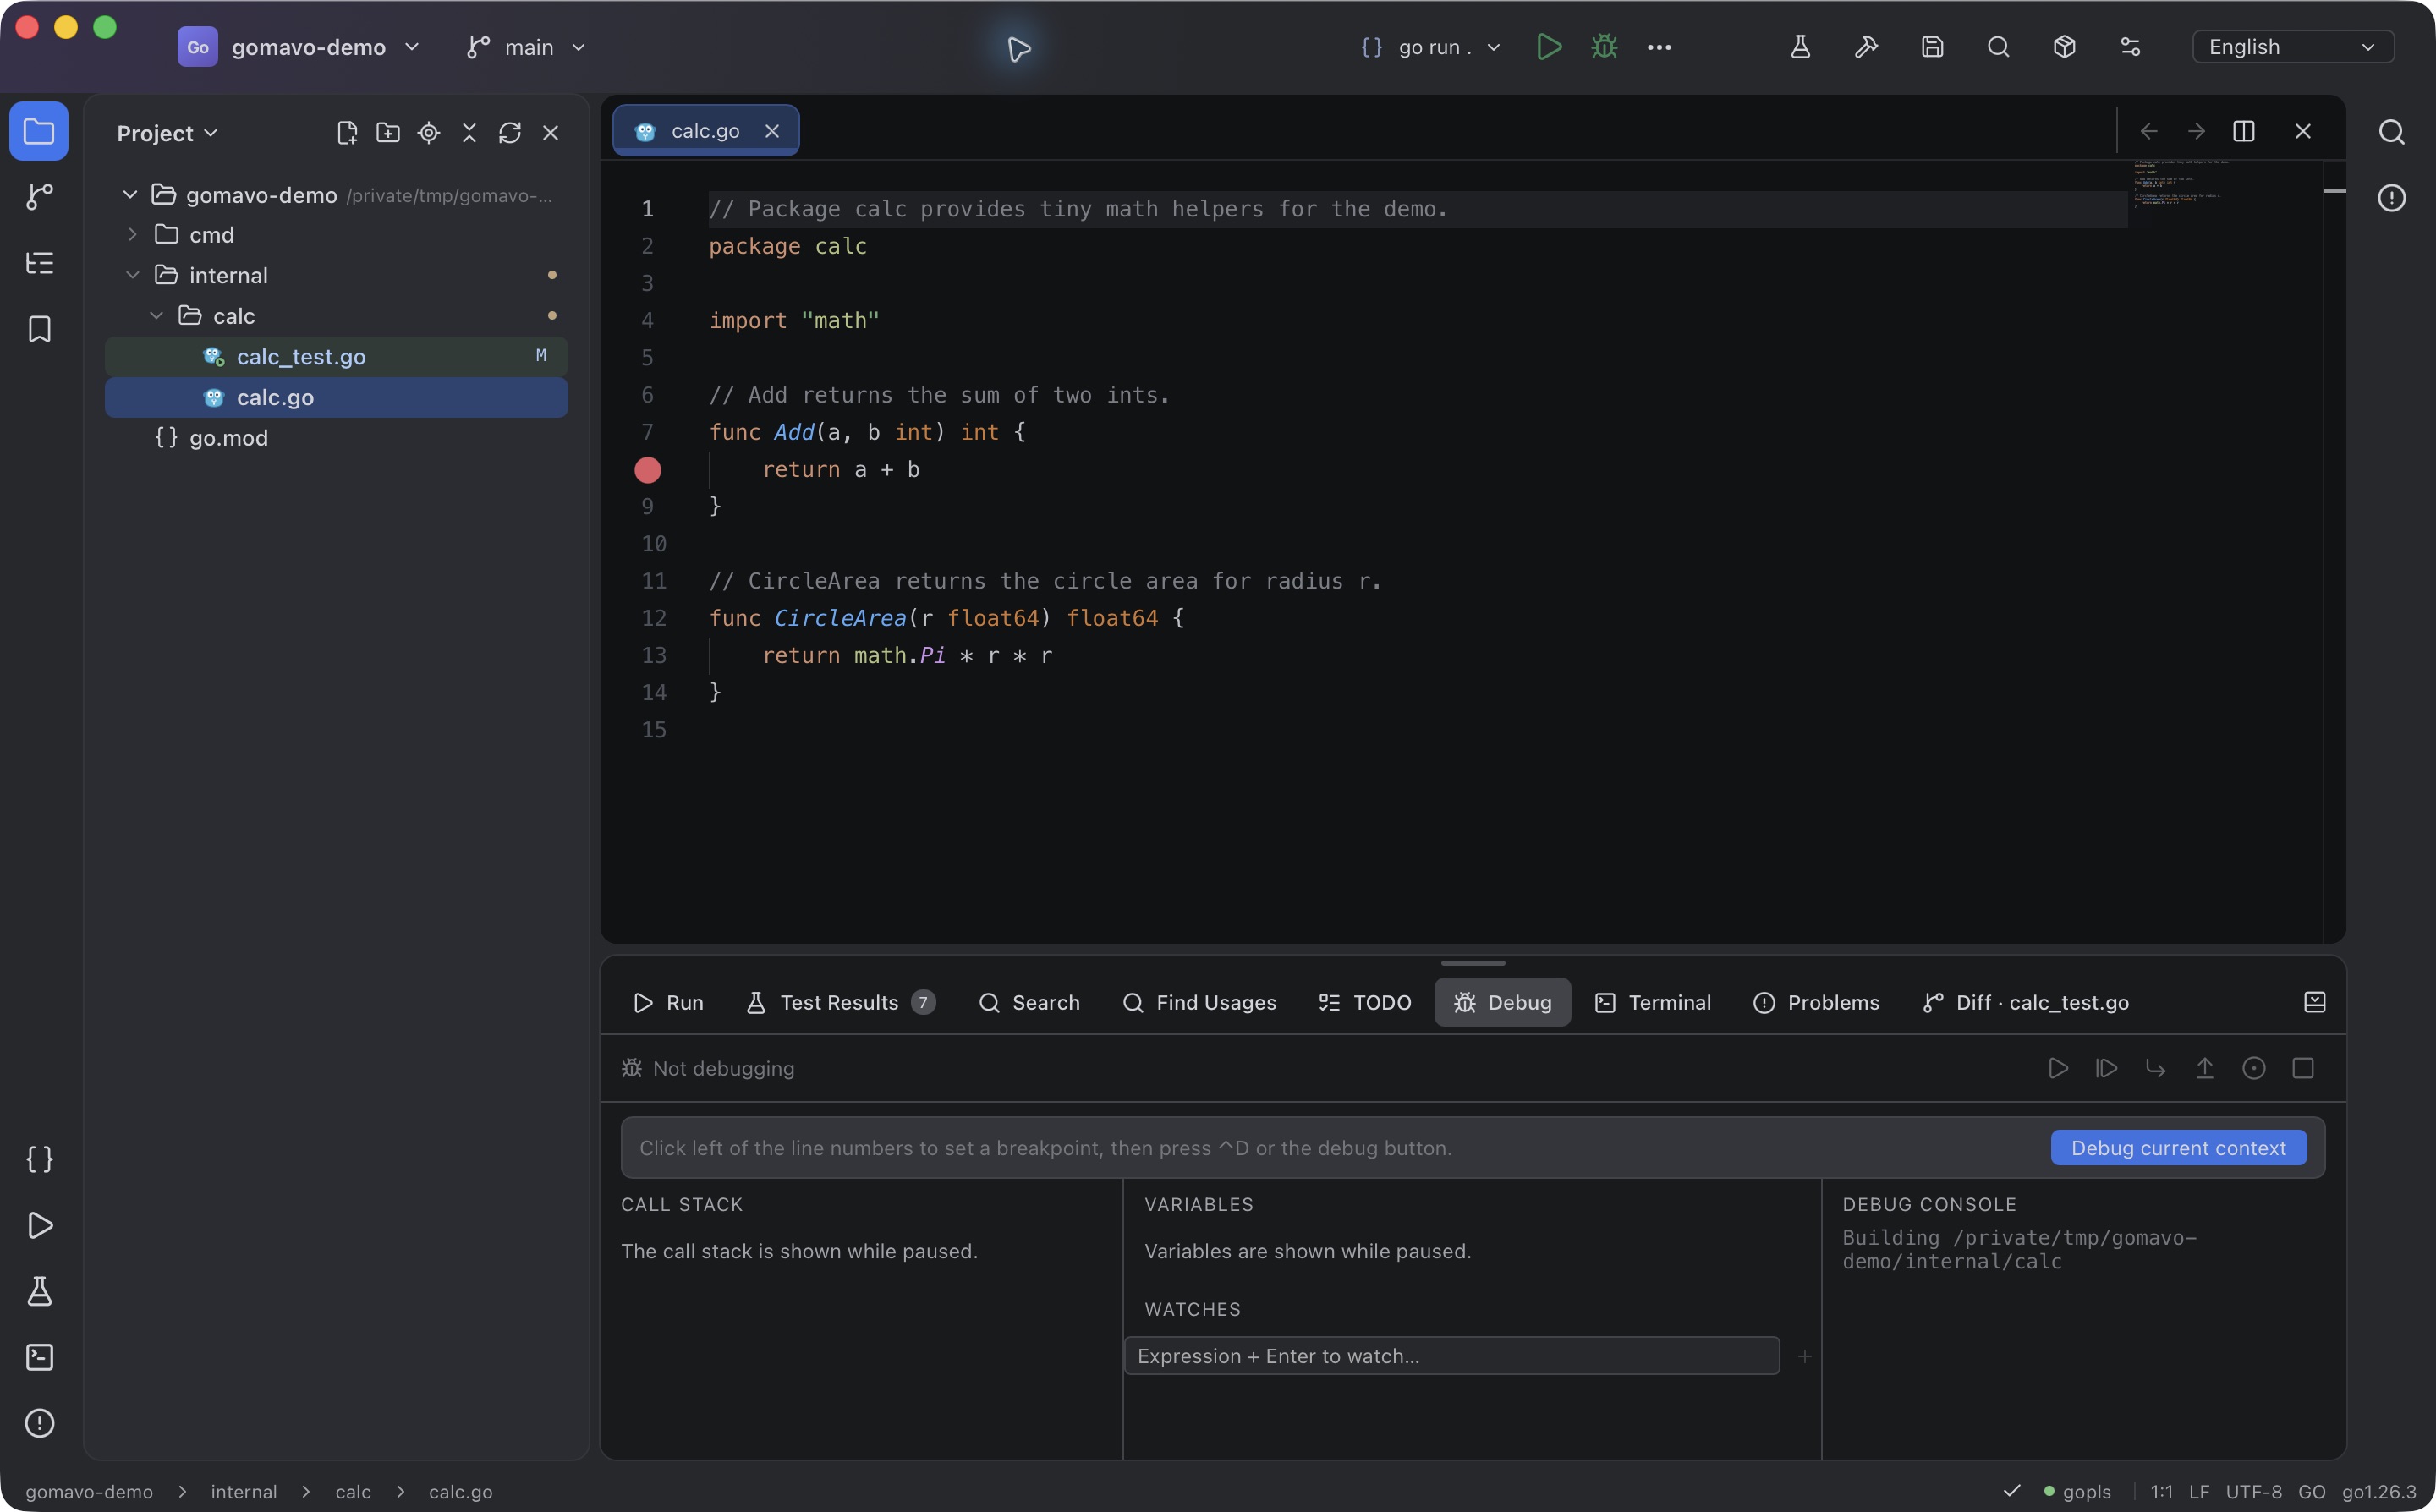 Go gomavo-demo main go run . English
Project
gomavo-demo /private/tmp/gomavo-...
cmd
internal
calc
calc_test.go M
calc.go
{} go.mod
calc.go
1 // Package calc provides tiny math helpers for the demo.
2 package calc
3
4 import "math"
5
6 // Add returns the sum of two ints.
7 func Add(a, b int) int {
return a + b
9 }
10
11 // CircleArea returns the circle area for radius r.
12 func CircleArea(r float64) float64 {
13 return math.Pi * r * r
14 }
15
Run Test Results 7 Search Find Usages TODO Debug Terminal Problems Diff · calc_test.go
Not debugging
Click left of the line numbers to set a breakpoint, then press ^D or the debug button. Debug current context
CALL STACK
The call stack is shown while paused.
VARIABLES
Variables are shown while paused.
WATCHES
Expression + Enter to watch...
DEBUG CONSOLE
Building /private/tmp/gomavo-
demo/internal/calc
gomavo-demo > internal > calc > calc.go
gopls 1:1 LF UTF-8 GO go1.26.3